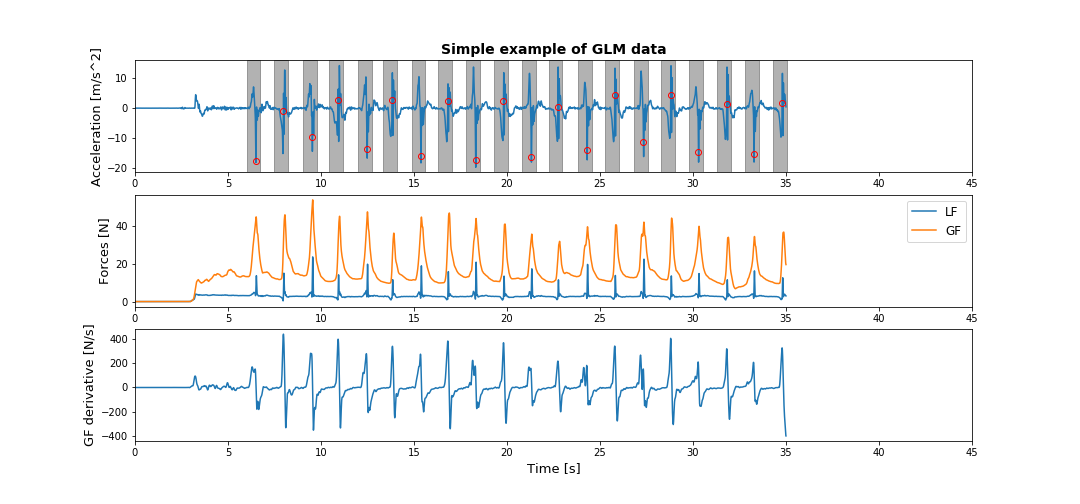 Simple example of GLM data
Acceleration [m/s^2]
10
0
−10
−20
0 5 10 15 20 25 30 35 40 45
Forces [N]
40
20
0
LF
GF
0 5 10 15 20 25 30 35 40 45
GF derivative [N/s]
400
200
0
−200
−400
0 5 10 15 20 25 30 35 40 45
Time [s]